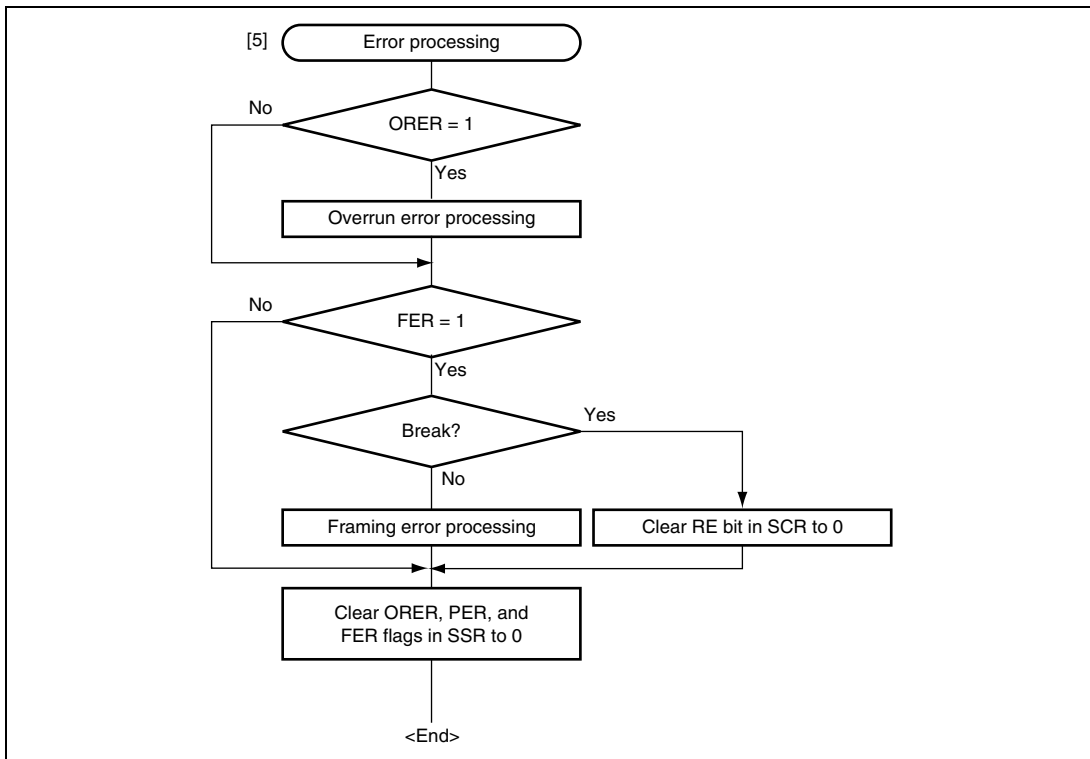 [5] Error processing
No
ORER = 1
Yes
Overrun error processing
No
FER = 1
Yes
Break?
Yes
No
Framing error processing
Clear RE bit in SCR to 0
Clear ORER, PER, and
FER flags in SSR to 0
<End>